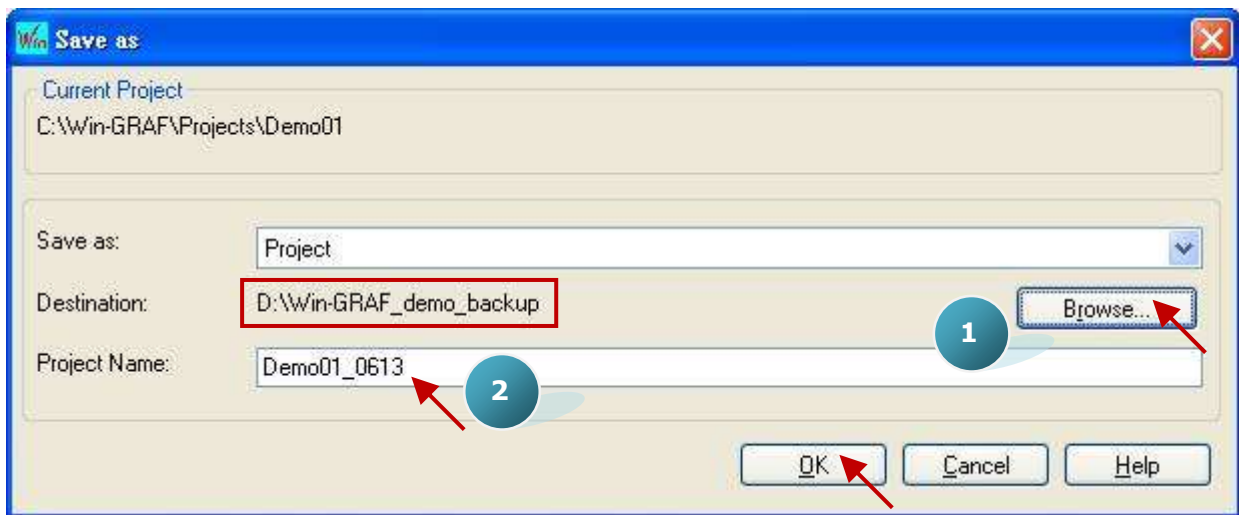 Win Save as
Current Project
C:\Win-GRAF\Projects\Demo01
Save as:
Project
Destination:
D:\Win-GRAF_demo_backup
Browse...
1
Project Name:
Demo01_0613
2
OK
Cancel
Help